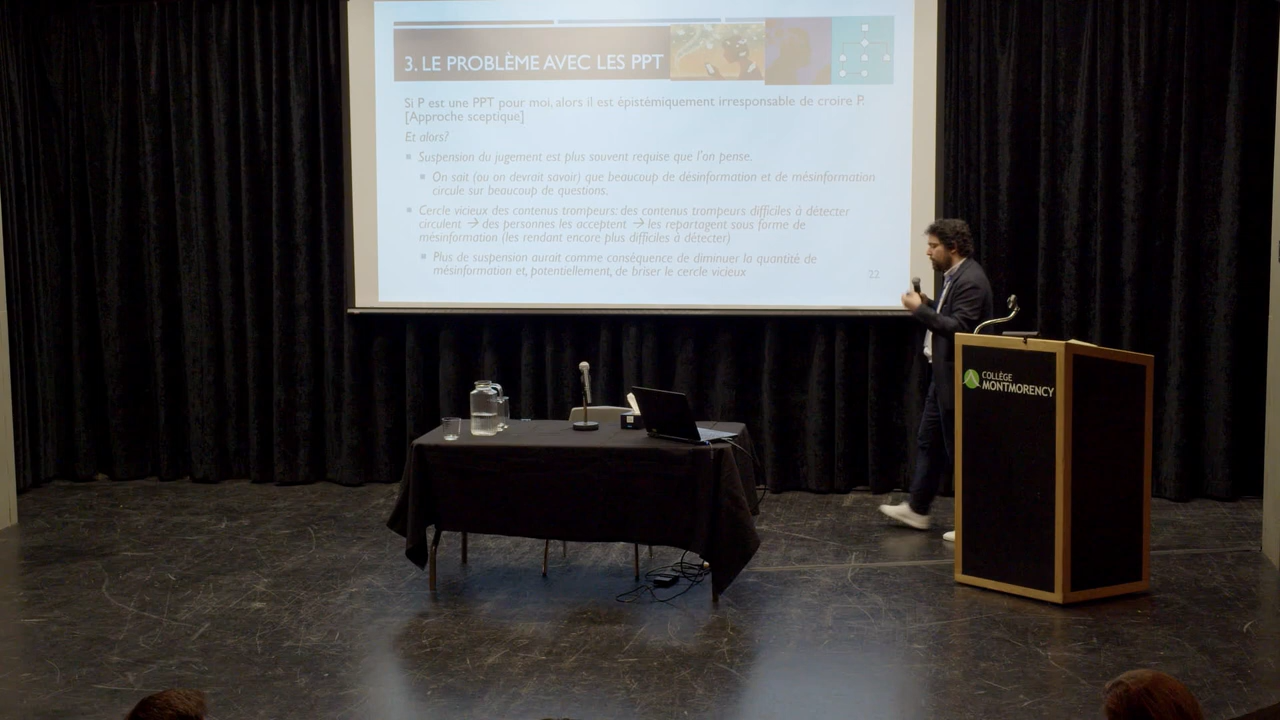 3. LE PROBLÈME AVEC LES PPT
Si P est une PPT pour moi, alors il est épistémiquement irresponsable de croire P.
[Approche sceptique]
Et alors?
Suspension du jugement est plus souvent requise que l'on pense.
On sait (ou on devrait savoir) que beaucoup de désinformation et de mésinformation
circule sur beaucoup de questions.
Cercle vicieux des contenus trompeurs: des contenus trompeurs difficiles à détecter
circulent → des personnes les acceptent → les repartagent sous forme de
mésinformation (les rendant encore plus difficiles à détecter)
Plus de suspension aurait comme conséquence de diminuer la quantité de
mésinformation et, potentiellement, de briser le cercle vicieux
22
COLLÈGE
MONTMORENCY